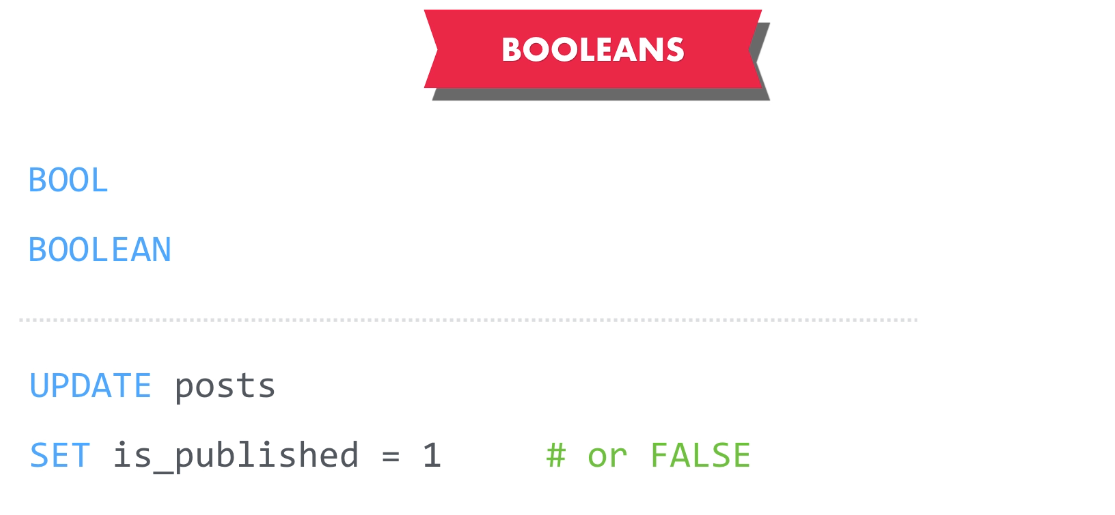 BOOLEANS
BOOL
BOOLEAN
UPDATE posts
SET is_published = 1 # or FALSE